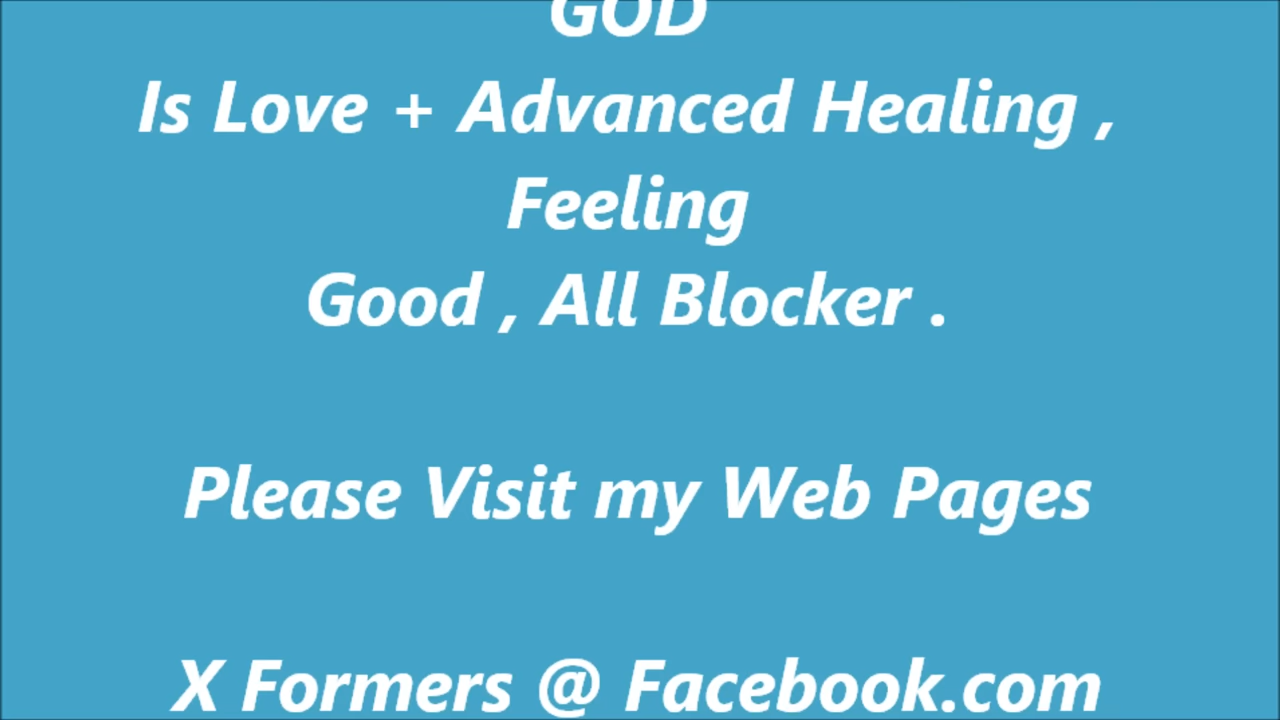 GOD
Is Love + Advanced Healing ,
Feeling
Good , All Blocker .
Please Visit my Web Pages
X Formers @ Facebook.com